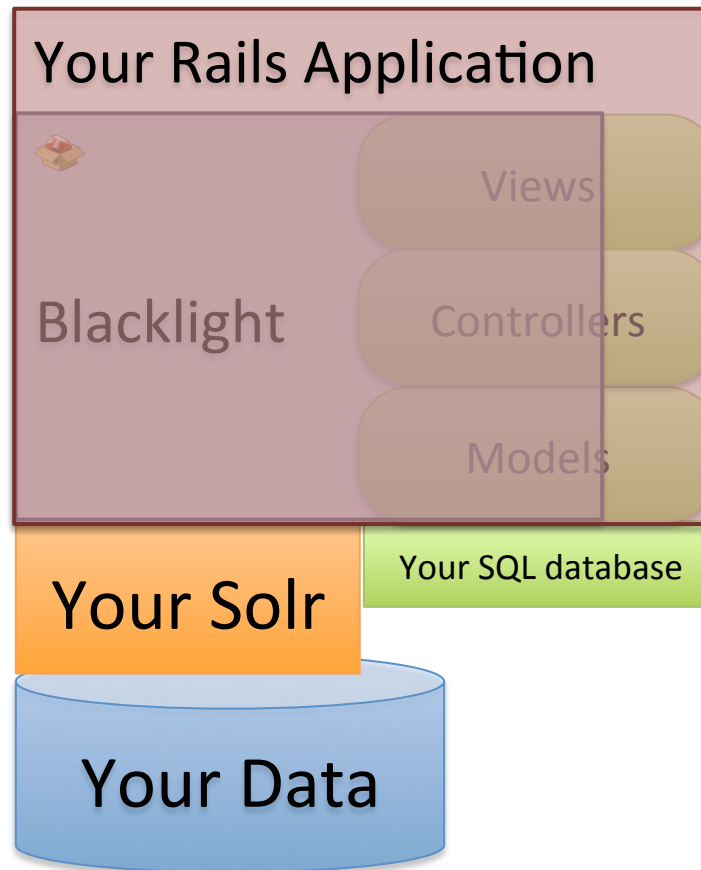 Your Rails Application
Views
Blacklight
Controllers
Models
Your SQL database
Your Solr
Your Data